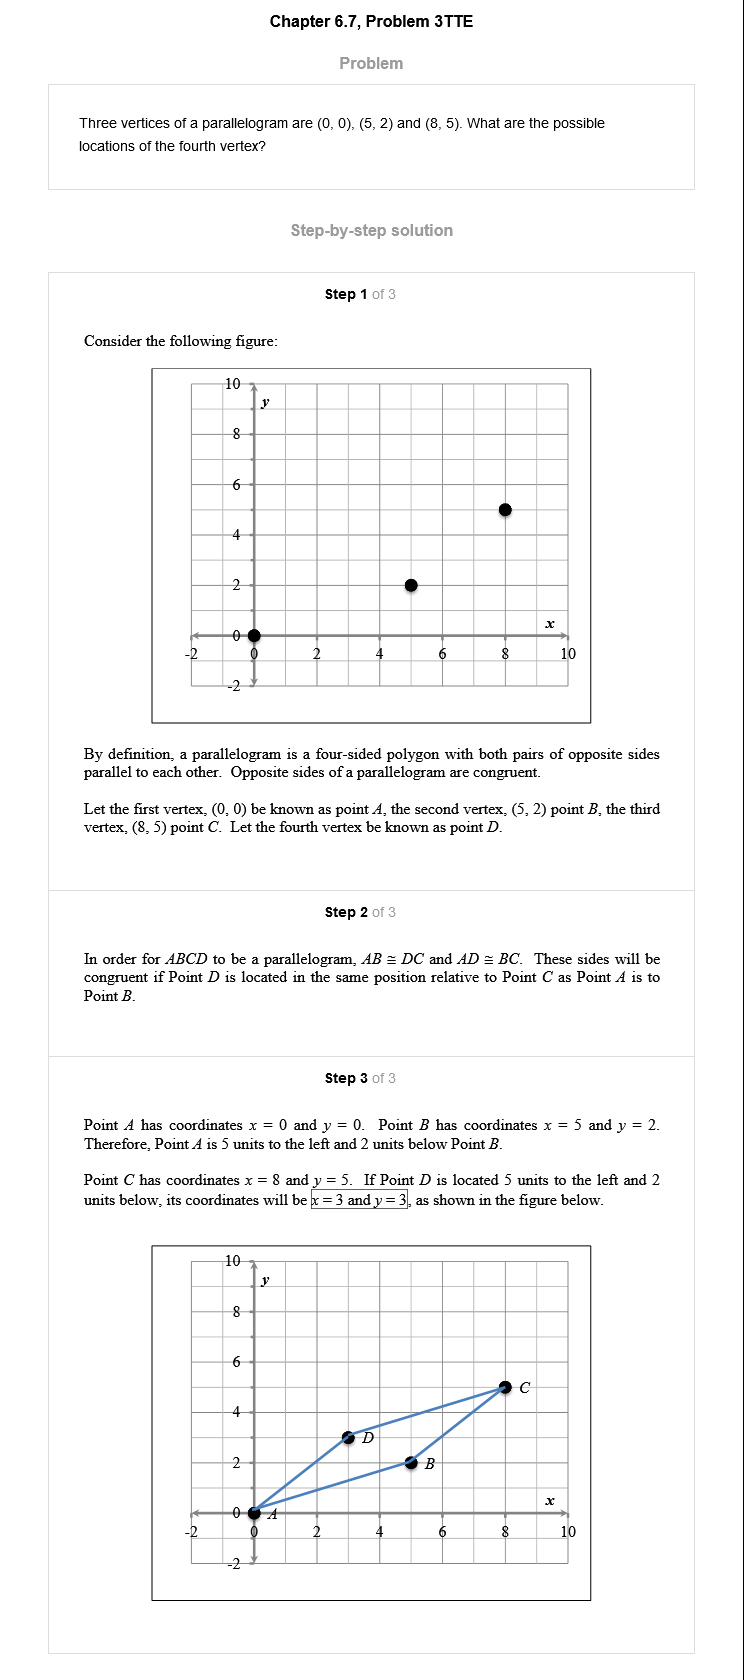 Chapter 6.7, Problem 3TTE
Problem
Three vertices of a parallelogram are (0, 0), (5, 2) and (8, 5). What are the possible
locations of the fourth vertex?
Step-by-step solution
Step 1 of 3
Consider the following figure:
10
y
8
6
4
2
x
0
-2 0 2 4 6 8 10
-2
By definition, a parallelogram is a four-sided polygon with both pairs of opposite sides
parallel to each other. Opposite sides of a parallelogram are congruent.
Let the first vertex, (0, 0) be known as point A, the second vertex, (5, 2) point B, the third
vertex, (8, 5) point C. Let the fourth vertex be known as point D.
Step 2 of 3
In order for ABCD to be a parallelogram, AB ≅ DC and AD ≅ BC. These sides will be
congruent if Point D is located in the same position relative to Point C as Point A is to
Point B.
Step 3 of 3
Point A has coordinates x = 0 and y = 0. Point B has coordinates x = 5 and y = 2.
Therefore, Point A is 5 units to the left and 2 units below Point B.
Point C has coordinates x = 8 and y = 5. If Point D is located 5 units to the left and 2
units below, its coordinates will be x = 3 and y = 3, as shown in the figure below.
10
y
8
6
C
4
D
2
B
x
0
A
-2 0 2 4 6 8 10
-2